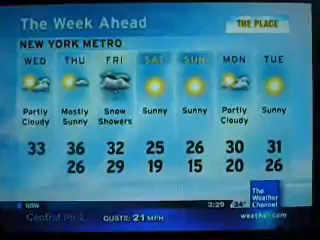 The Week Ahead
THE PLACE
NEW YORK METRO
WED THU FRI SAT SUN MON TUE
Partly Cloudy
Mostly Sunny
Snow Showers
Sunny
Sunny
Partly Cloudy
Sunny
33 36 32 25 26 30 31
26 29 19 15 20 26
The Weather Channel
NOW
3:29 34°
Central Park GUSTS: 21 MPH
weather.com